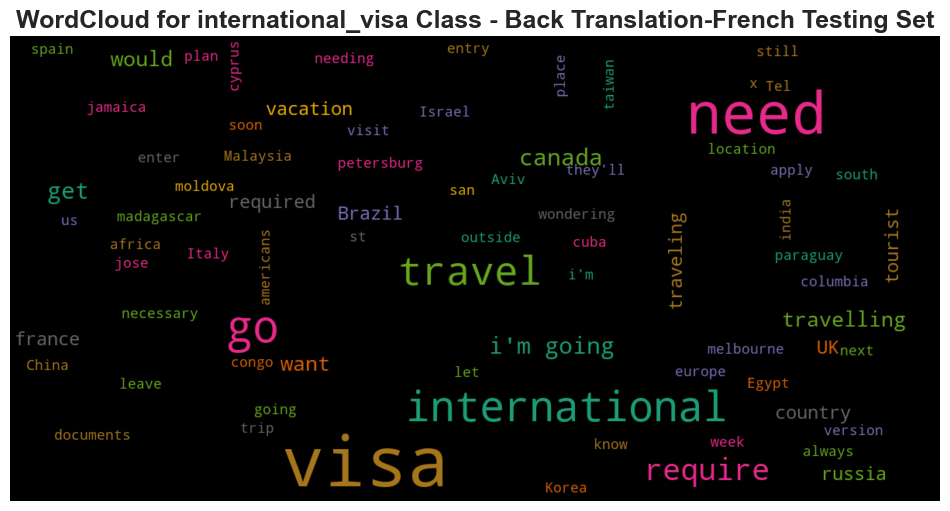 WordCloud for international_visa Class - Back Translation-French Testing Set
spain
would
plan
cyprus
needing
entry
place
taiwan
still
x
Tel
jamaica
vacation
soon
visit
Israel
need
location
enter
Malaysia
petersburg
canada
they'll
apply
south
get
moldova
required
Aviv
san
us
madagascar
Brazil
wondering
traveling
india
tourist
africa
jose
Italy
americans
st
outside
cuba
paraguay
travel
i'm
columbia
necessary
go
france
i'm going
travelling
China
congo
want
melbourne
UK
next
leave
let
europe
Egypt
going
international
country
documents
trip
know
week
version
always
visa
require
russia
Korea